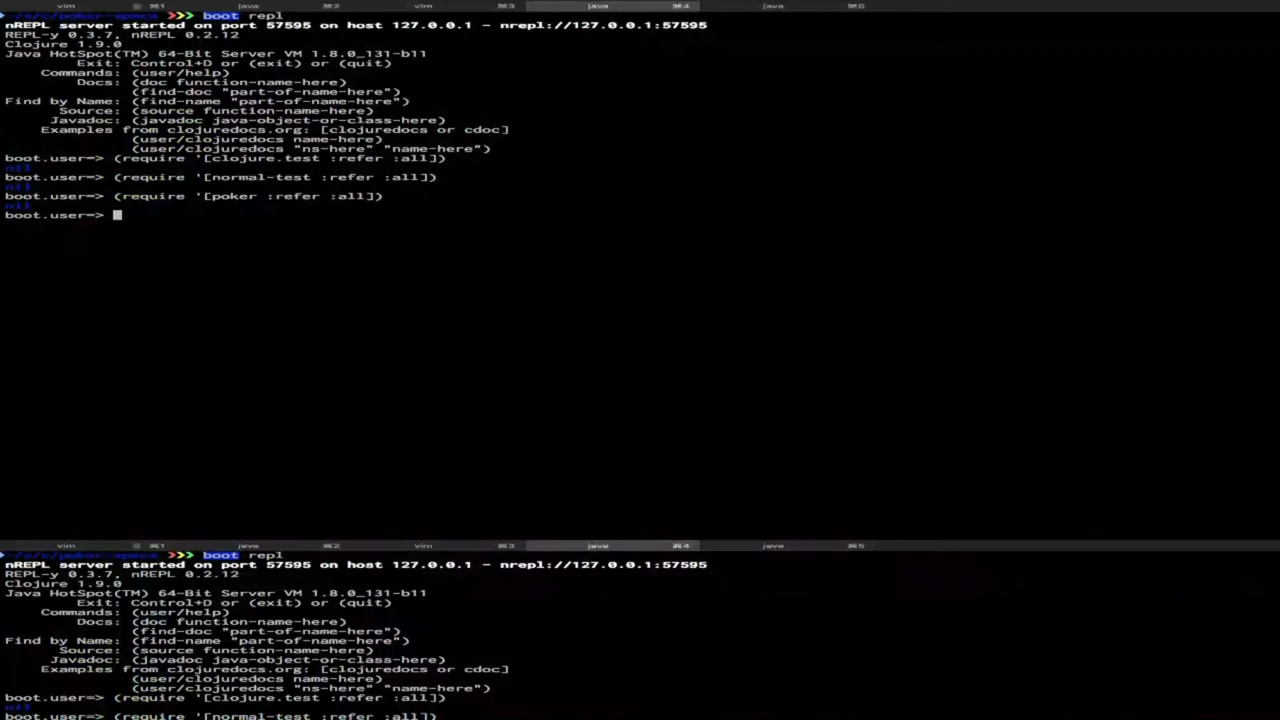 vim ⌘1 java ⌘2 vim ⌘3 java ⌘4 java ⌘5
~/s/c/poker-specs >>> boot repl
nREPL server started on port 57595 on host 127.0.0.1 - nrepl://127.0.0.1:57595
REPL-y 0.3.7, nREPL 0.2.12
Clojure 1.9.0
Java HotSpot(TM) 64-Bit Server VM 1.8.0_131-b11
Exit: Control+D or (exit) or (quit)
Commands: (user/help)
Docs: (doc function-name-here)
(find-doc "part-of-name-here")
Find by Name: (find-name "part-of-name-here")
Source: (source function-name-here)
Javadoc: (javadoc java-object-or-class-here)
Examples from clojuredocs.org: [clojuredocs or cdoc]
(user/clojuredocs name-here)
(user/clojuredocs "ns-here" "name-here")
boot.user=> (require '[clojure.test :refer :all])
nil
boot.user=> (require '[normal-test :refer :all])
nil
boot.user=> (require '[poker :refer :all])
nil
boot.user=>
vim ⌘1 java ⌘2 vim ⌘3 java ⌘4 java ⌘5
~/s/c/poker-specs >>> boot repl
nREPL server started on port 57595 on host 127.0.0.1 - nrepl://127.0.0.1:57595
REPL-y 0.3.7, nREPL 0.2.12
Clojure 1.9.0
Java HotSpot(TM) 64-Bit Server VM 1.8.0_131-b11
Exit: Control+D or (exit) or (quit)
Commands: (user/help)
Docs: (doc function-name-here)
(find-doc "part-of-name-here")
Find by Name: (find-name "part-of-name-here")
Source: (source function-name-here)
Javadoc: (javadoc java-object-or-class-here)
Examples from clojuredocs.org: [clojuredocs or cdoc]
(user/clojuredocs name-here)
(user/clojuredocs "ns-here" "name-here")
boot.user=> (require '[clojure.test :refer :all])
nil
boot.user=> (require '[normal-test :refer :all])